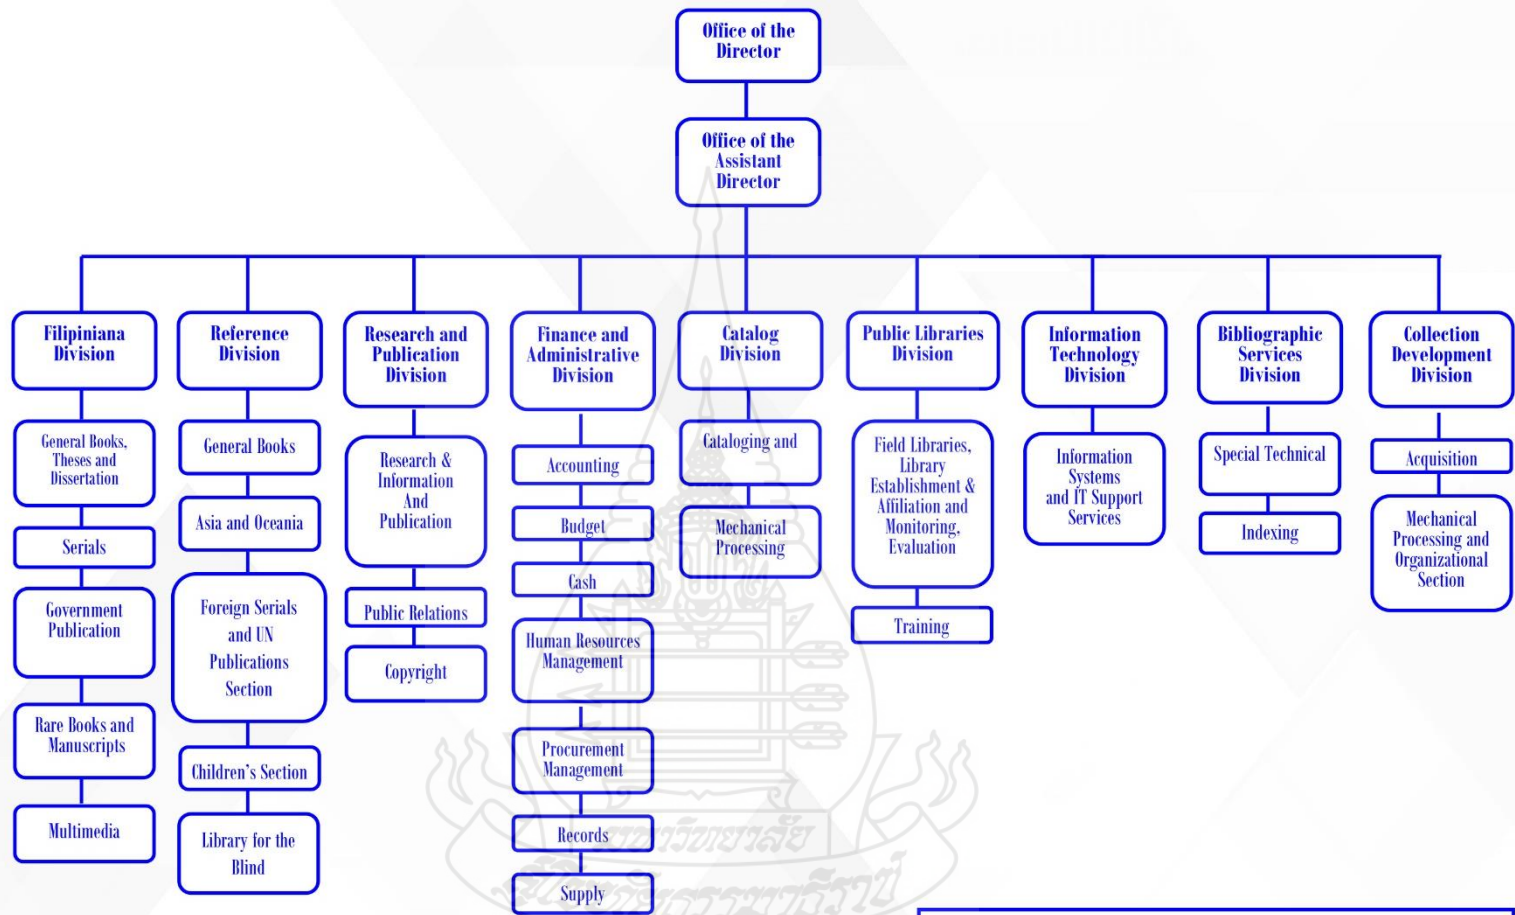 Office of the
Director
Office of the
Assistant
Director
Filipiniana
Division
General Books,
Theses and
Dissertation
Serials
Government
Publication
Rare Books and
Manuscripts
Multimedia
Reference
Division
General Books
Asia and Oceania
Foreign Serials
and UN
Publications
Section
Children's Section
Library for the
Blind
Research and
Publication
Division
Research &
Information
And
Publication
Public Relations
Copyright
Finance and
Administrative
Division
Accounting
Budget
Cash
Human Resources
Management
Procurement
Management
Records
Supply
Catalog
Division
Cataloging and
Mechanical
Processing
Public Libraries
Division
Field Libraries,
Library
Establishment &
Affiliation and
Monitoring,
Evaluation
Training
Information
Technology
Division
Information
Systems
and IT Support
Services
Bibliographic
Services
Division
Special Technical
Indexing
Collection
Development
Division
Acquisition
Mechanical
Processing and
Organizational
Section